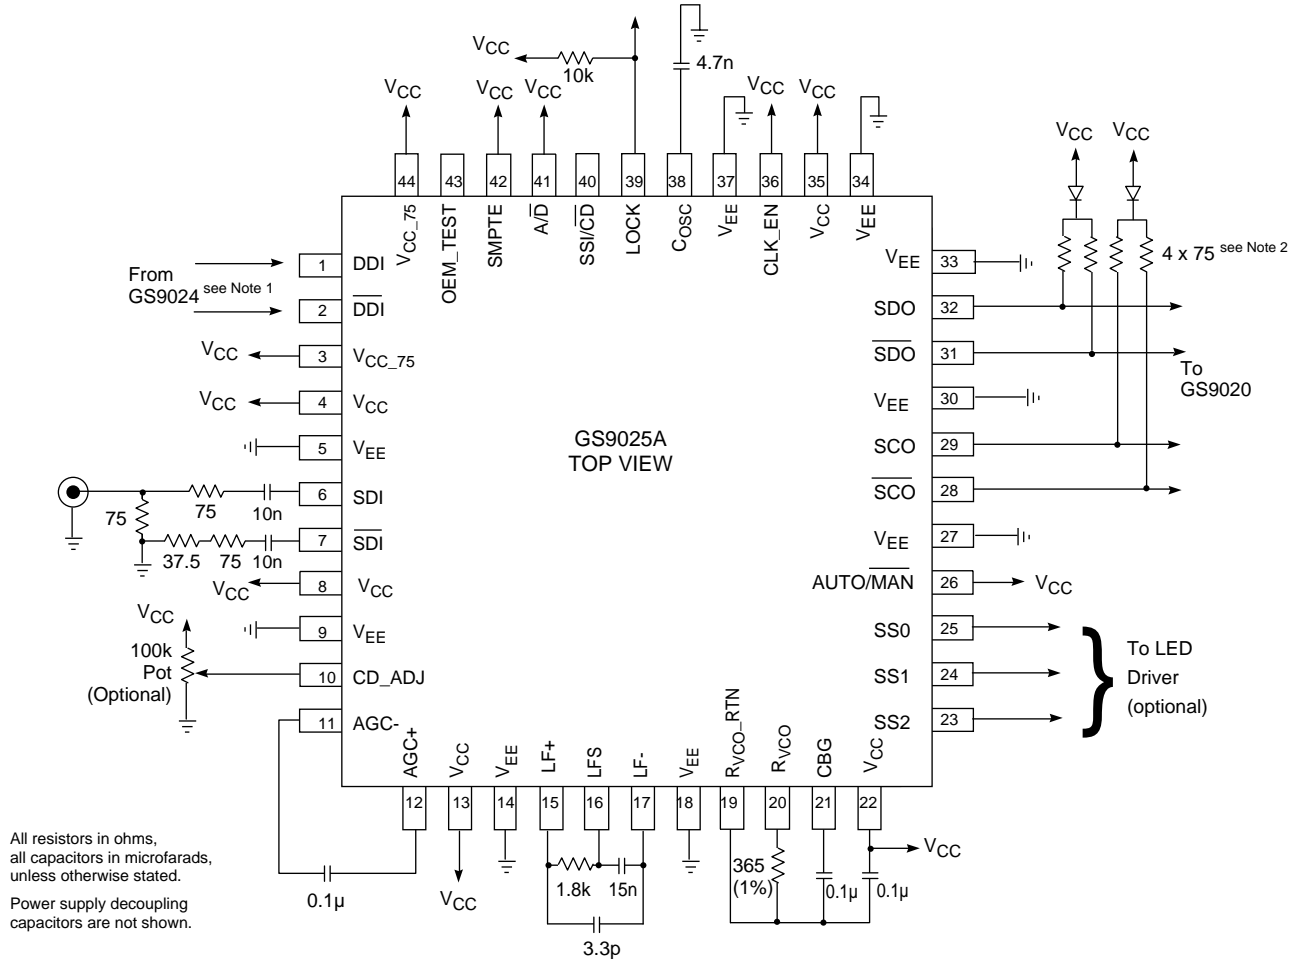 VCC
10k
4.7n
VCC
VCC
VCC
VCC
VCC
VCC
VCC
44
43
42
41
40
39
38
37
36
35
34
VCC_75
OEM_TEST
SMPTE
A/D
SSI/CD
LOCK
COSC
VEE
CLK_EN
VCC
VEE
4 x 75 see Note 2
From
GS9024 see Note 1
1
DDI
2
DDI
VCC
3
VCC_75
VCC
4
VCC
5
VEE
75
75
10n
6
SDI
37.5
75
10n
7
SDI
VCC
8
VCC
9
VEE
VCC
100k
Pot
(Optional)
10
CD_ADJ
11
AGC-
GS9025A
TOP VIEW
VEE
33
SDO
32
SDO
31
To
GS9020
VEE
30
SCO
29
SCO
28
VEE
27
AUTO/MAN
26
VCC
SS0
25
SS1
24
SS2
23
To LED
Driver
(optional)
AGC+
VCC
VEE
LF+
LFS
LF-
VEE
RVCO_RTN
RVCO
CBG
VCC
12
13
14
15
16
17
18
19
20
21
22
VCC
0.1µ
VCC
1.8k
15n
3.3p
365
(1%)
0.1µ
0.1µ
All resistors in ohms,
all capacitors in microfarads,
unless otherwise stated.
Power supply decoupling
capacitors are not shown.